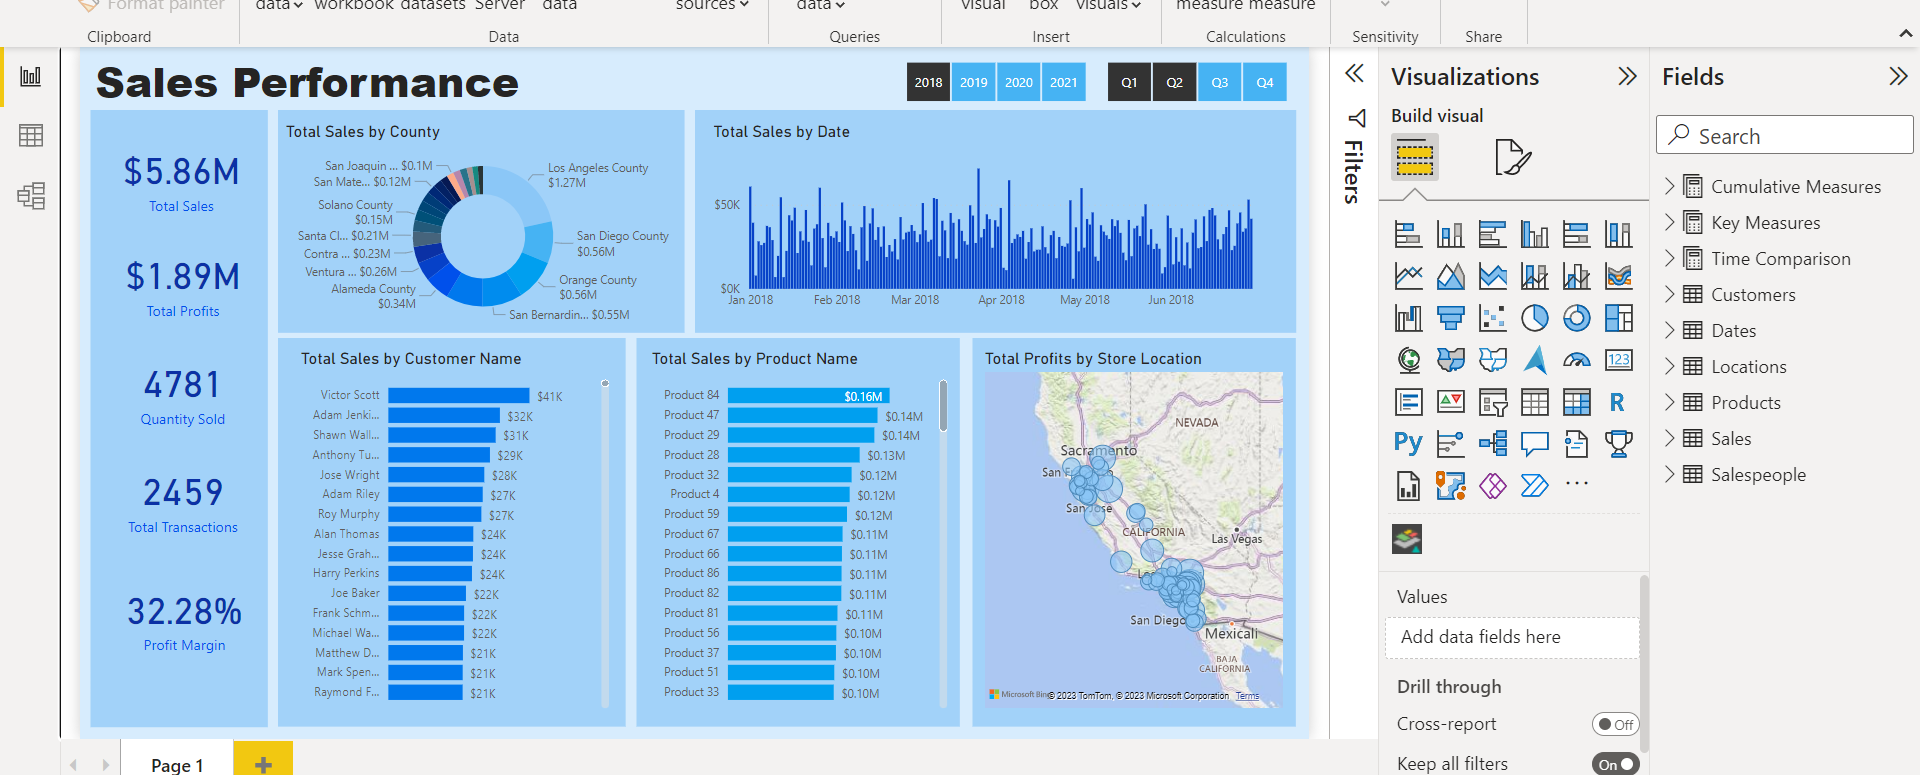 Format painter
data
workbook datasets
Server
data
sources
data
visual
box
visuals
measure measure
Clipboard
Data
Queries
Insert
Calculations
Sensitivity
Share
Sales Performance
2018 2019 2020 2021
Q1 Q2 Q3 Q4
$5.86M
Total Sales
$1.89M
Total Profits
4781
Quantity Sold
2459
Total Transactions
32.28%
Profit Margin
Total Sales by County
San Joaquin ... $0.1M
San Mate... $0.12M
Solano County
$0.15M
Santa Cl... $0.21M
Contra ... $0.23M
Ventura ... $0.26M
Alameda County
$0.34M
Los Angeles County
$1.27M
San Diego County
$0.56M
Orange County
$0.56M
San Bernardin... $0.55M
Total Sales by Date
$50K
$0K
Jan 2018 Feb 2018 Mar 2018 Apr 2018 May 2018 Jun 2018
Total Sales by Customer Name
Victor Scott $41K
Adam Jenki... $32K
Shawn Wall... $31K
Anthony Tu... $29K
Jose Wright $28K
Adam Riley $27K
Roy Murphy $27K
Alan Thomas $24K
Jesse Grah... $24K
Harry Perkins $24K
Joe Baker $22K
Frank Schm... $22K
Michael Wa... $22K
Matthew D... $21K
Mark Spen... $21K
Raymond F... $21K
Total Sales by Product Name
Product 84 $0.16M
Product 47 $0.14M
Product 29 $0.14M
Product 28 $0.13M
Product 32 $0.12M
Product 4 $0.12M
Product 59 $0.12M
Product 67 $0.11M
Product 66 $0.11M
Product 86 $0.11M
Product 82 $0.11M
Product 81 $0.11M
Product 56 $0.10M
Product 37 $0.10M
Product 51 $0.10M
Product 33 $0.10M
Total Profits by Store Location
NEVADA
Sacramento
San
San Jose
CALIFORNIA
Las Vegas
San Diego
Mexicali
BAJA
CALIFORNIA
Microsoft Bing
© 2023 TomTom, © 2023 Microsoft Corporation Terms
Page 1
Filters
Visualizations
Build visual
123
R
Py
Values
Add data fields here
Drill through
Cross-report
Off
Keep all filters
On
Fields
Search
Cumulative Measures
Key Measures
Time Comparison
Customers
Dates
Locations
Products
Sales
Salespeople